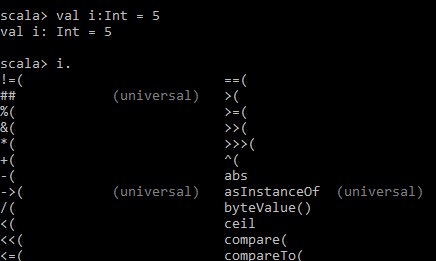 scala> val i:Int = 5
val i: Int = 5
scala> i.
!=( ==(
## (universal) >(
%( >=(
&( >>(
*( >>>(
+( ^(
-( abs
->( (universal) asInstanceOf (universal)
/( byteValue()
<( ceil
<<( compare(
<=( compareTo(